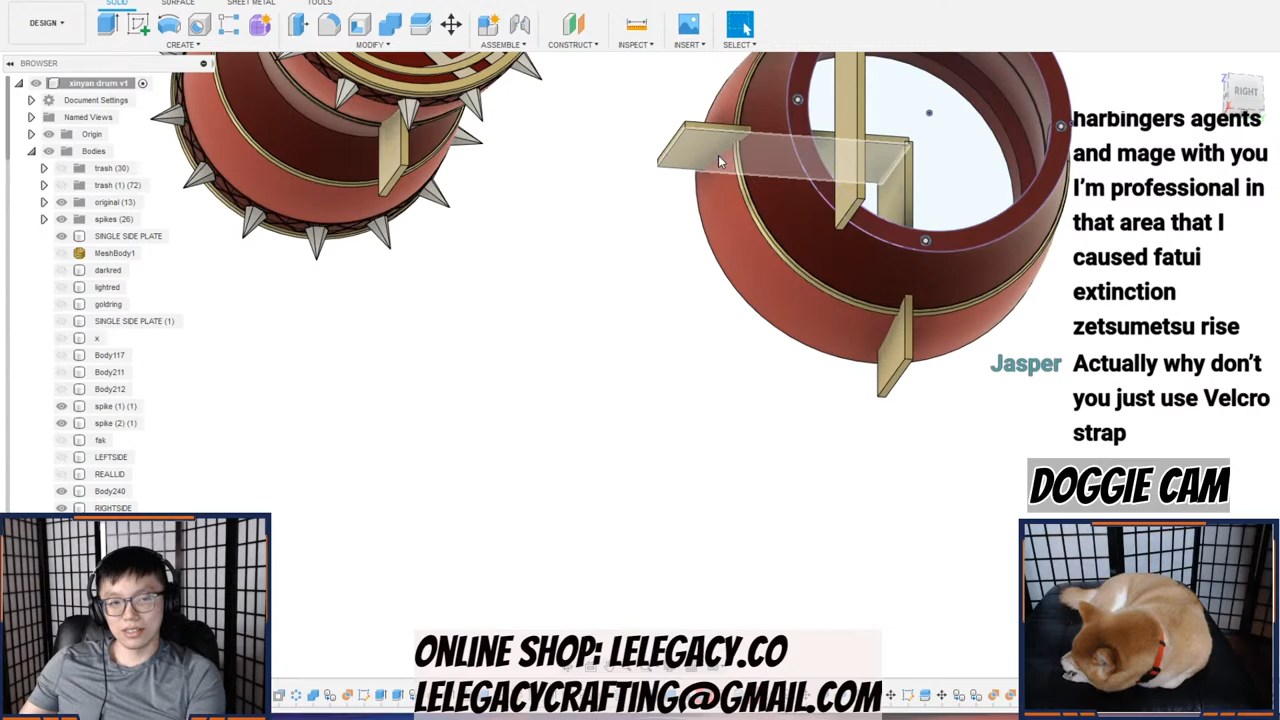 SOLID
SURFACE
SHEET METAL
TOOLS
DESIGN
CREATE
MODIFY
ASSEMBLE
CONSTRUCT
INSPECT
INSERT
SELECT
BROWSER
xinyan drum v1
Document Settings
Named Views
Origin
Bodies
trash (30)
trash (1) (72)
original (13)
spikes (26)
SINGLE SIDE PLATE
MeshBody1
darkred
lightred
goldring
SINGLE SIDE PLATE (1)
x
Body117
Body211
Body212
spike (1) (1)
spike (2) (1)
fak
LEFTSIDE
REALLID
Body240
RIGHTSIDE
RIGHT
harbingers agents
and mage with you
I'm professional in
that area that I
caused fatui
extinction
zetsumetsu rise
Jasper Actually why don't
you just use Velcro
strap
DOGGIE CAM
ONLINE SHOP: LELEGACY.CO
LELEGACYCRAFTING@GMAIL.COM